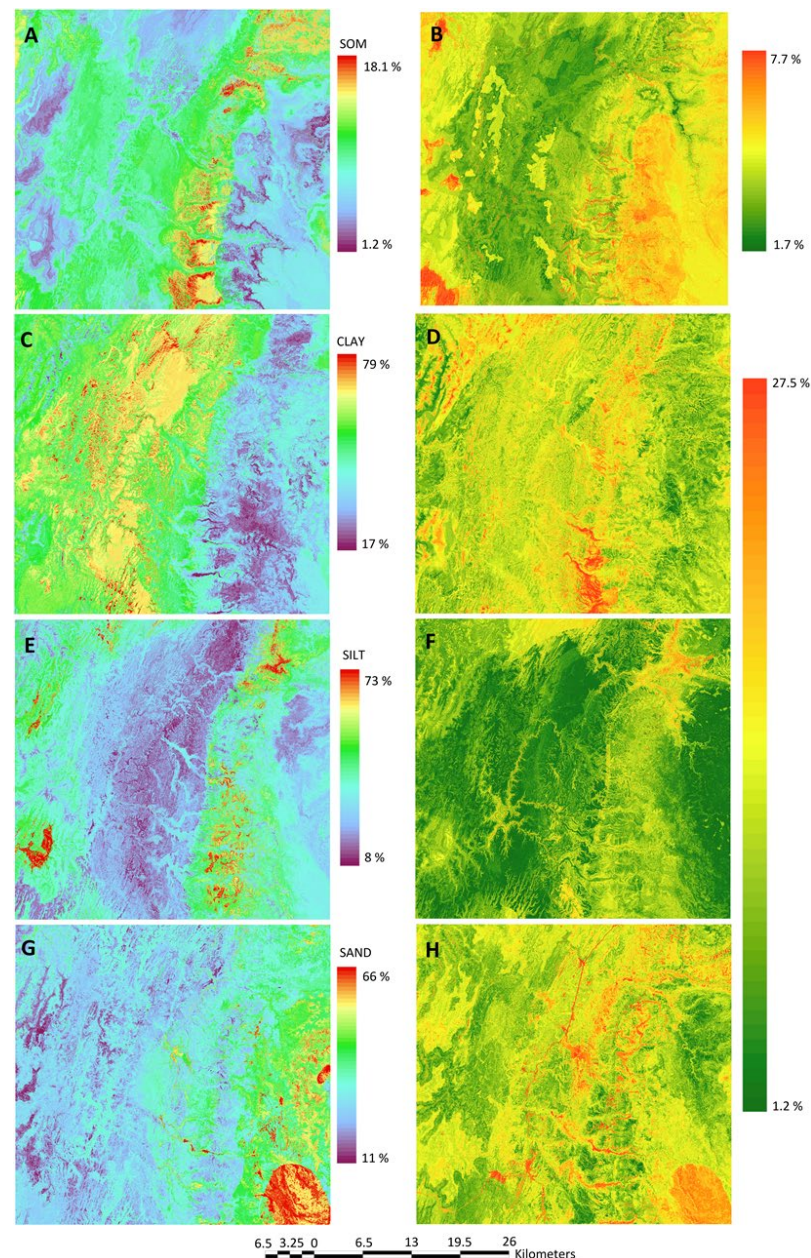 A
SOM
18.1 %
1.2 %
B
7.7 %
1.7 %
C
CLAY
79 %
17 %
D
27.5 %
1.2 %
E
SILT
73 %
8 %
F
G
SAND
66 %
11 %
H
6.5 3.25 0 6.5 13 19.5 26
Kilometers